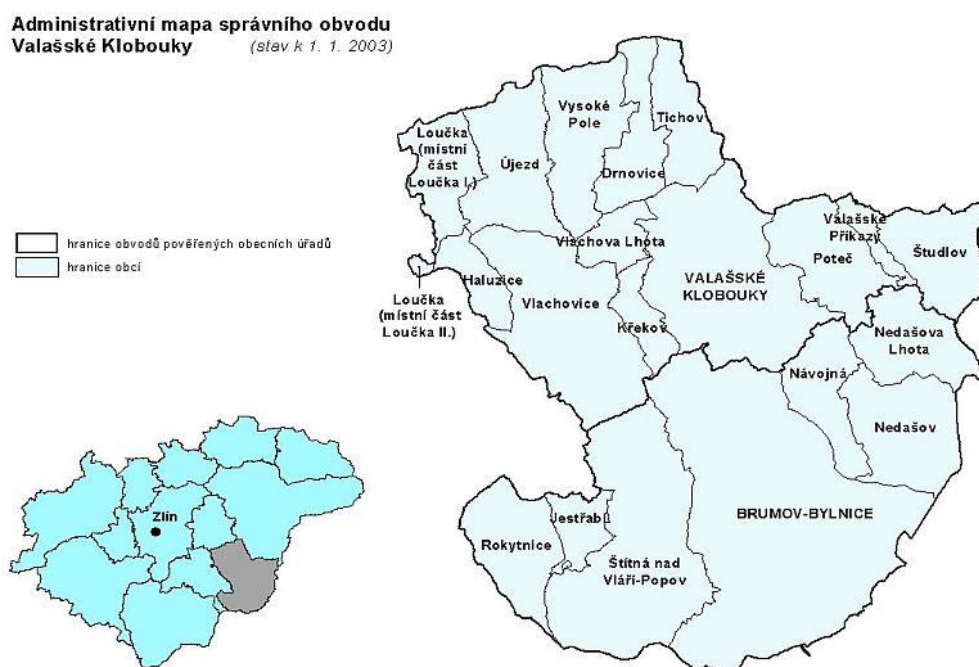 Administrativní mapa správního obvodu
Valašské Klobouky (stav k 1. 1. 2003)
hranice obvodů pověřených obecních úřadů
hranice obcí
Loučka
(místní
část
Loučka I.)
Újezd
Vysoké
Pole
Tichov
Drnovice
Vlachova Lhota
Haluzice
Vlachovice
Loučka
(místní část
Loučka II.)
Křekov
VALAŠSKÉ
KLOBOUKY
Valašské
Příkazy
Poteč
Študlov
Nedašova
Lhota
Návojná
Nedašov
BRUMOV-BYLNICE
Jestřabí
Rokytnice
Štítná nad
Vláří-Popov
Zlín